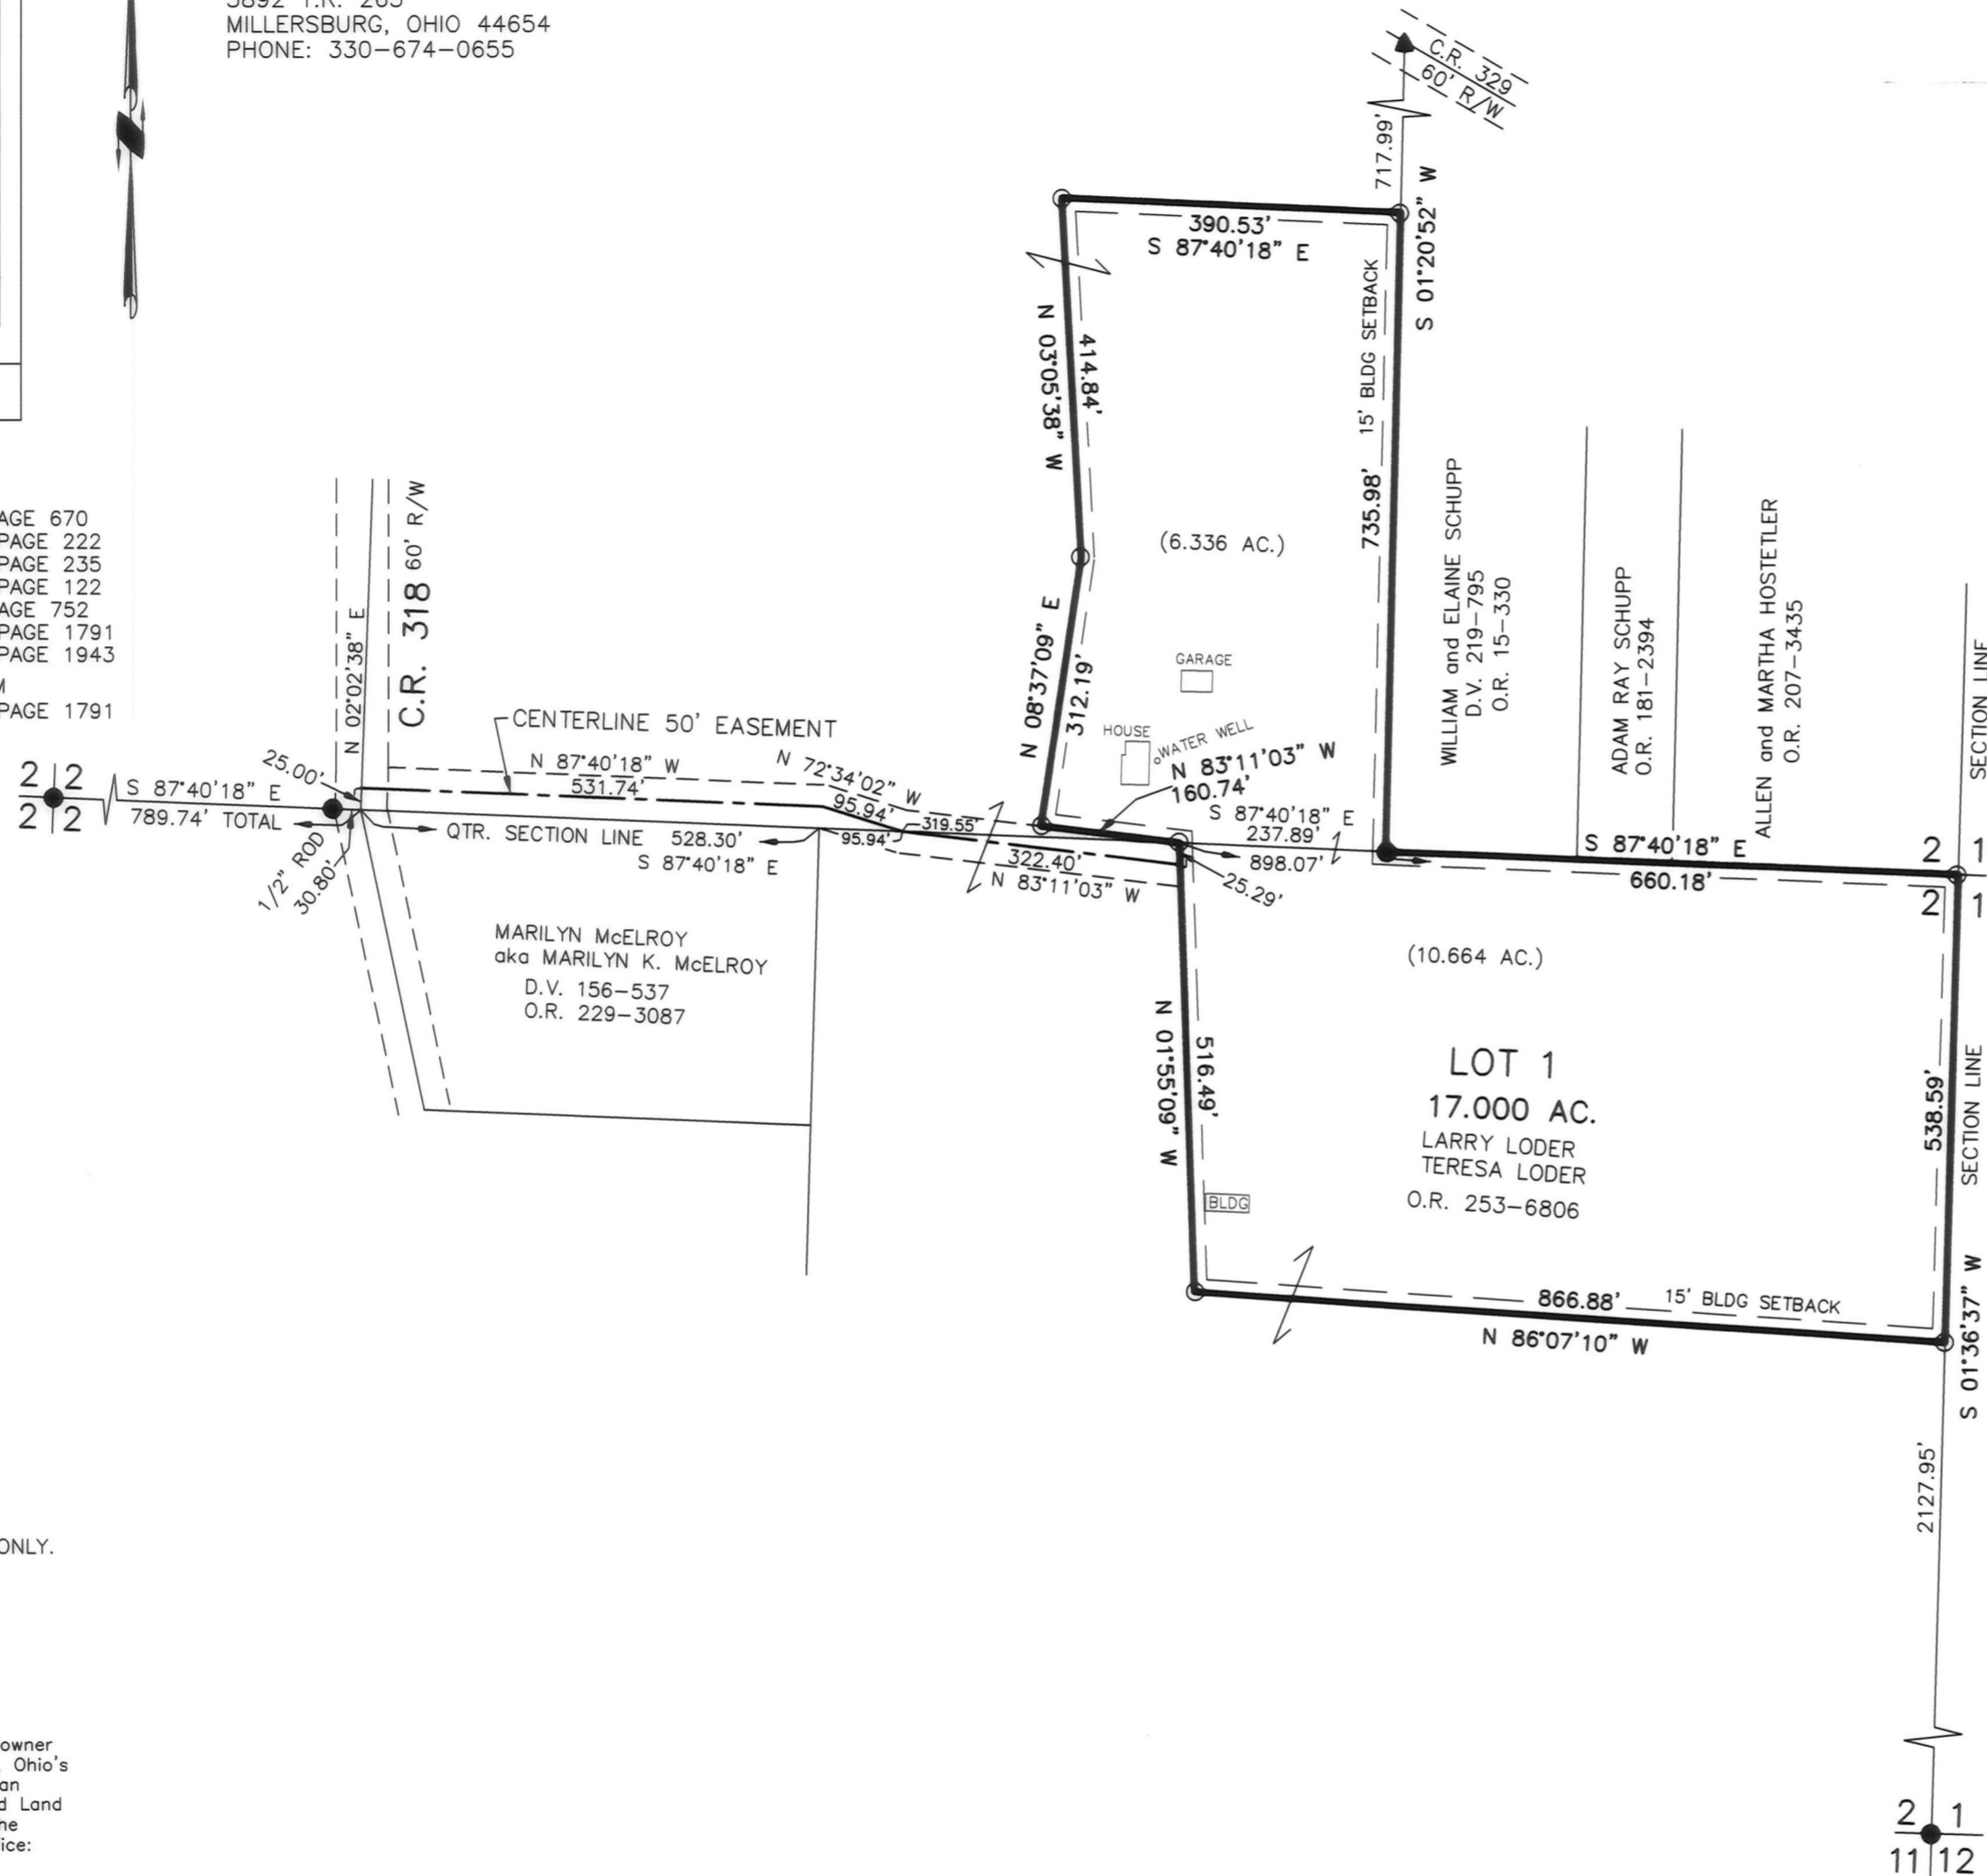 MILLERSBURG, OHIO 44654
PHONE: 330-674-0655
C.R. 329
60' R/W
717.99'
S 01°20'52" W
390.53'
S 87°40'18" E
15' BLDG SETBACK
735.98'
N 03°05'38" W
414.84'
(6.336 AC.)
N 08°37'09" E
312.19'
GARAGE
HOUSE
WATER WELL
N 83°11'03" W
160.74'
WILLIAM and ELAINE SCHUPP
D.V. 219-795
O.R. 15-330
ADAM RAY SCHUPP
O.R. 181-2394
ALLEN and MARTHA HOSTETLER
O.R. 207-3435
SECTION LINE
AGE 670
PAGE 222
PAGE 235
PAGE 122
AGE 752
PAGE 1791
PAGE 1943
M
PAGE 1791
N 02°02'38" E
C.R. 318 60' R/W
CENTERLINE 50' EASEMENT
25.00'
N 87°40'18" W
531.74'
N 72°34'02" W
95.94'
2 2
2 2
S 87°40'18" E
789.74' TOTAL
1/2" ROD
30.80'
QTR. SECTION LINE 528.30'
S 87°40'18" E
95.94'
319.55'
322.40'
N 83°11'03" W
S 87°40'18" E
237.89'
898.07'
25.29'
S 87°40'18" E
660.18'
2 1
2 1
MARILYN McELROY
aka MARILYN K. McELROY
D.V. 156-537
O.R. 229-3087
(10.664 AC.)
N 01°55'09" W
516.49'
LOT 1
17.000 AC.
LARRY LODER
TERESA LODER
O.R. 253-6806
538.59'
SECTION LINE
BLDG
866.88'
15' BLDG SETBACK
N 86°07'10" W
S 01°36'37" W
2127.95'
ONLY.
owner
Ohio's
an
d Land
he
ice:
2 1
11 12